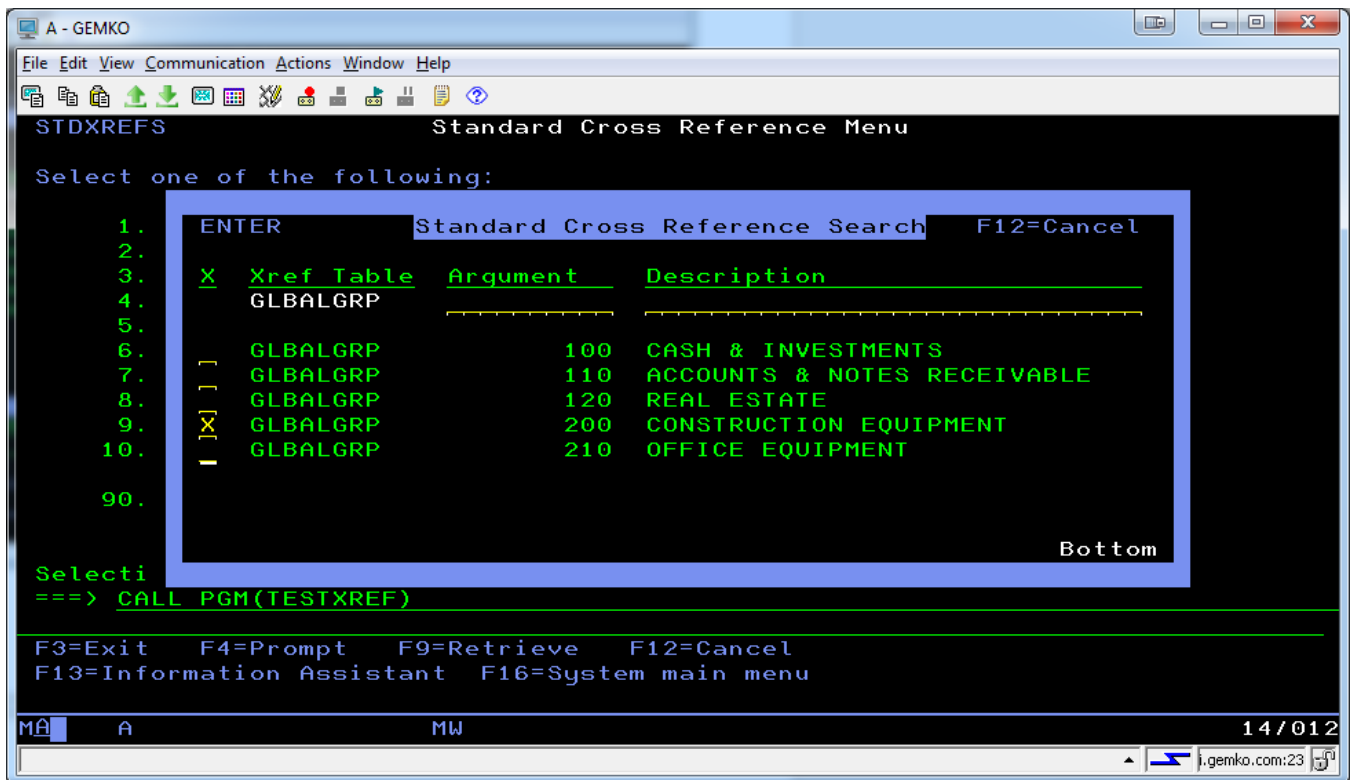 A - GEMKO
File Edit View Communication Actions Window Help
STDXREFS Standard Cross Reference Menu
Select one of the following:
1. ENTER Standard Cross Reference Search F12=Cancel
2.
3. X Xref Table Argument Description
4. GLBALGRP
5.
6. GLBALGRP 100 CASH & INVESTMENTS
7. GLBALGRP 110 ACCOUNTS & NOTES RECEIVABLE
8. GLBALGRP 120 REAL ESTATE
9. X GLBALGRP 200 CONSTRUCTION EQUIPMENT
10. GLBALGRP 210 OFFICE EQUIPMENT
90.
Bottom
Selecti
===> CALL PGM(TESTXREF)
F3=Exit F4=Prompt F9=Retrieve F12=Cancel
F13=Information Assistant F16=System main menu
MA A MW 14/012
i.gemko.com:23